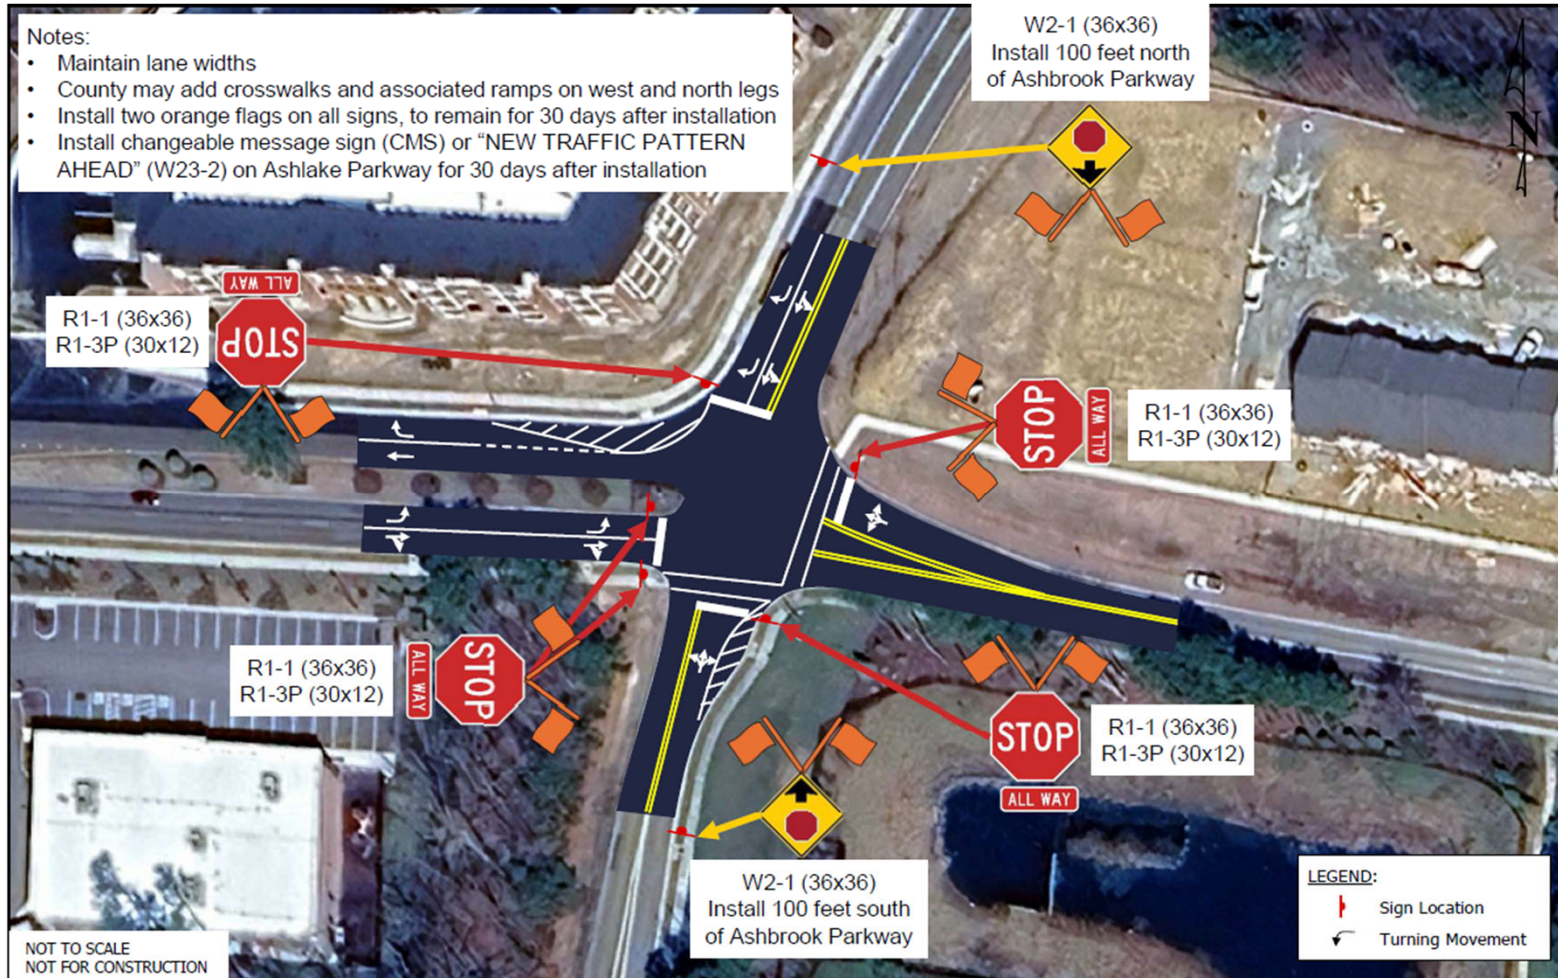 Notes:
• Maintain lane widths
• County may add crosswalks and associated ramps on west and north legs
• Install two orange flags on all signs, to remain for 30 days after installation
• Install changeable message sign (CMS) or “NEW TRAFFIC PATTERN
AHEAD” (W23-2) on Ashlake Parkway for 30 days after installation
W2-1 (36x36)
Install 100 feet north
of Ashbrook Parkway
N
ALL WAY
STOP
R1-1 (36x36)
R1-3P (30x12)
STOP
ALL WAY
R1-1 (36x36)
R1-3P (30x12)
R1-1 (36x36)
R1-3P (30x12)
ALL WAY
STOP
STOP
ALL WAY
R1-1 (36x36)
R1-3P (30x12)
W2-1 (36x36)
Install 100 feet south
of Ashbrook Parkway
LEGEND:
Sign Location
Turning Movement
NOT TO SCALE
NOT FOR CONSTRUCTION